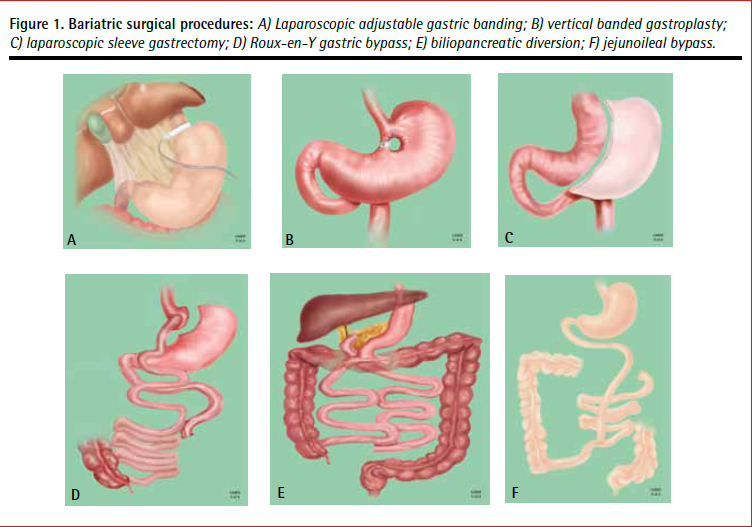 Figure 1. Bariatric surgical procedures: A) Laparoscopic adjustable gastric banding; B) vertical banded gastroplasty;
C) laparoscopic sleeve gastrectomy; D) Roux-en-Y gastric bypass; E) biliopancreatic diversion; F) jejunoileal bypass.
A
B
C
D
E
F